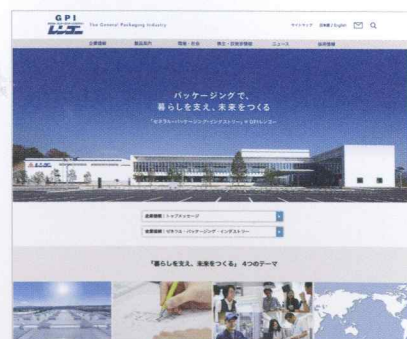 GPI
レンゴー
The General Packaging Industry
サイトマップ 日本語 / English
企業情報 製品案内 環境・社会 株主・投資家情報 ニュース 採用情報
パッケージングで、
暮らしを支え、未来をつくる
「ゼネラル・パッケージング・インダストリー」= GPIレンゴー
企業情報:トップメッセージ
企業情報:ゼネラル・パッケージング・インダストリー
「暮らしを支え、未来をつくる」 4つのテーマ